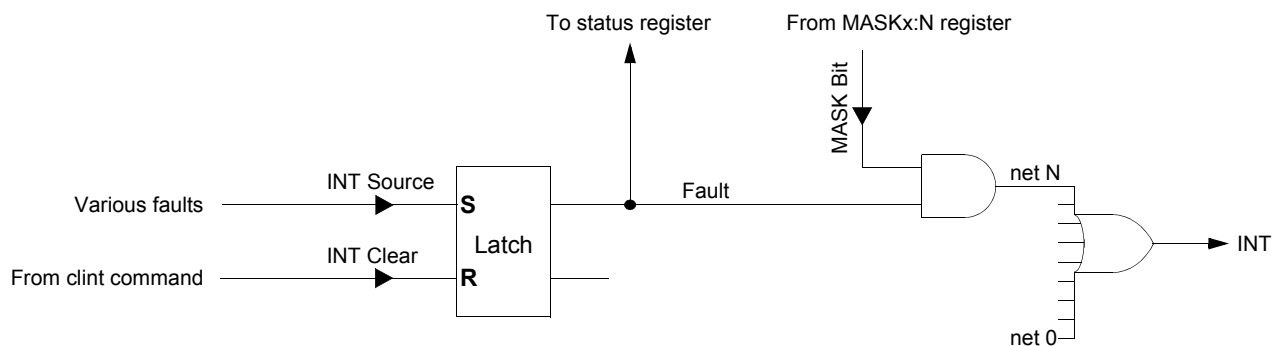 To status register
From MASKx:N register
MASK Bit
INT Source
Various faults
S
Fault
net N
Latch
INT
INT Clear
From clint command
R
net 0